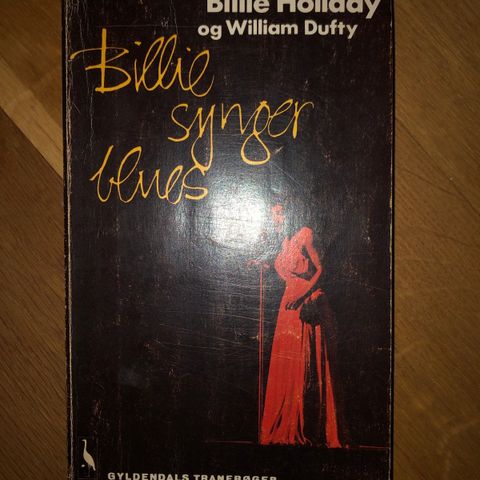 Billie Holiday
og William Dufty
Billie
synger
blues
GYLDENDALS TRANEBØGER